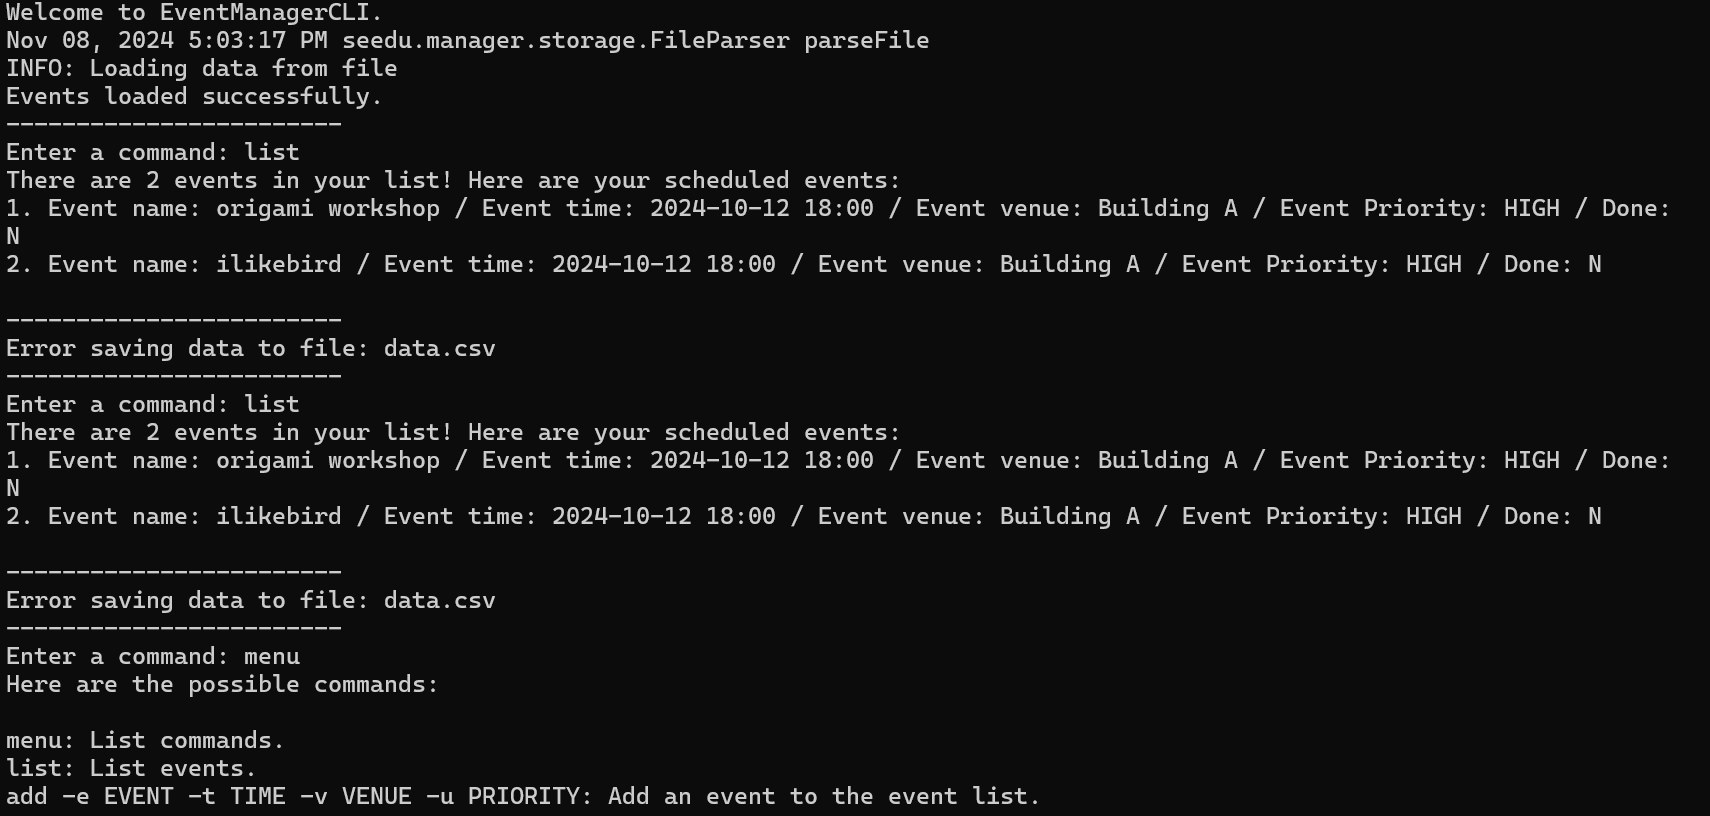 Welcome to EventManagerCLI.
Nov 08, 2024 5:03:17 PM seedu.manager.storage.FileParser parseFile
INFO: Loading data from file
Events loaded successfully.
------------------------
Enter a command: list
There are 2 events in your list! Here are your scheduled events:
1. Event name: origami workshop / Event time: 2024-10-12 18:00 / Event venue: Building A / Event Priority: HIGH / Done:
N
2. Event name: ilikebird / Event time: 2024-10-12 18:00 / Event venue: Building A / Event Priority: HIGH / Done: N

------------------------
Error saving data to file: data.csv
------------------------
Enter a command: list
There are 2 events in your list! Here are your scheduled events:
1. Event name: origami workshop / Event time: 2024-10-12 18:00 / Event venue: Building A / Event Priority: HIGH / Done:
N
2. Event name: ilikebird / Event time: 2024-10-12 18:00 / Event venue: Building A / Event Priority: HIGH / Done: N

------------------------
Error saving data to file: data.csv
------------------------
Enter a command: menu
Here are the possible commands:

menu: List commands.
list: List events.
add -e EVENT -t TIME -v VENUE -u PRIORITY: Add an event to the event list.